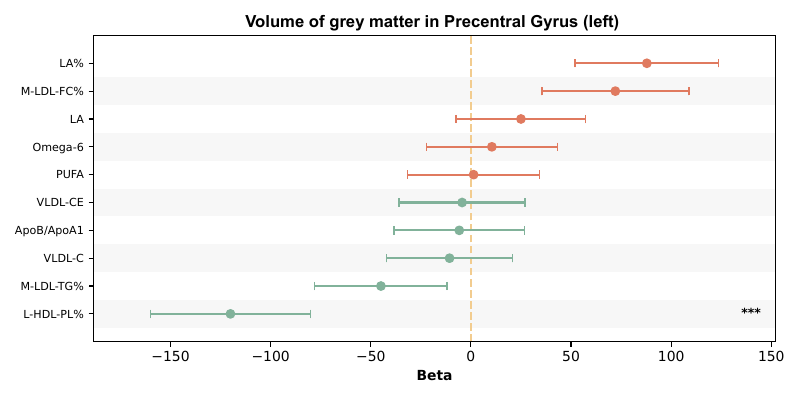 Volume of grey matter in Precentral Gyrus (left)
LA%
M-LDL-FC%
LA
Omega-6
PUFA
VLDL-CE
ApoB/ApoA1
VLDL-C
M-LDL-TG%
L-HDL-PL% ***
−150 −100 −50 0 50 100 150
Beta